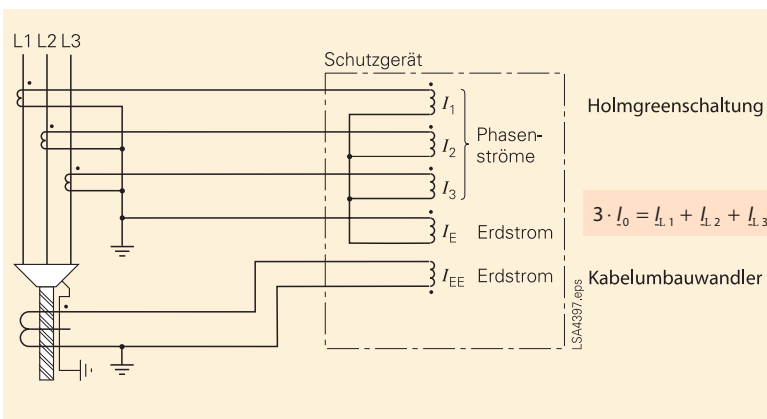 L1 L2 L3
Schutzgerät
I1
I2
I3
Phasen-
ströme
Holmgreenschaltung
3 · I0 = IL1 + IL2 + IL3
IE Erdstrom
IEE Erdstrom
Kabelumbauwandler
LSA4397.eps